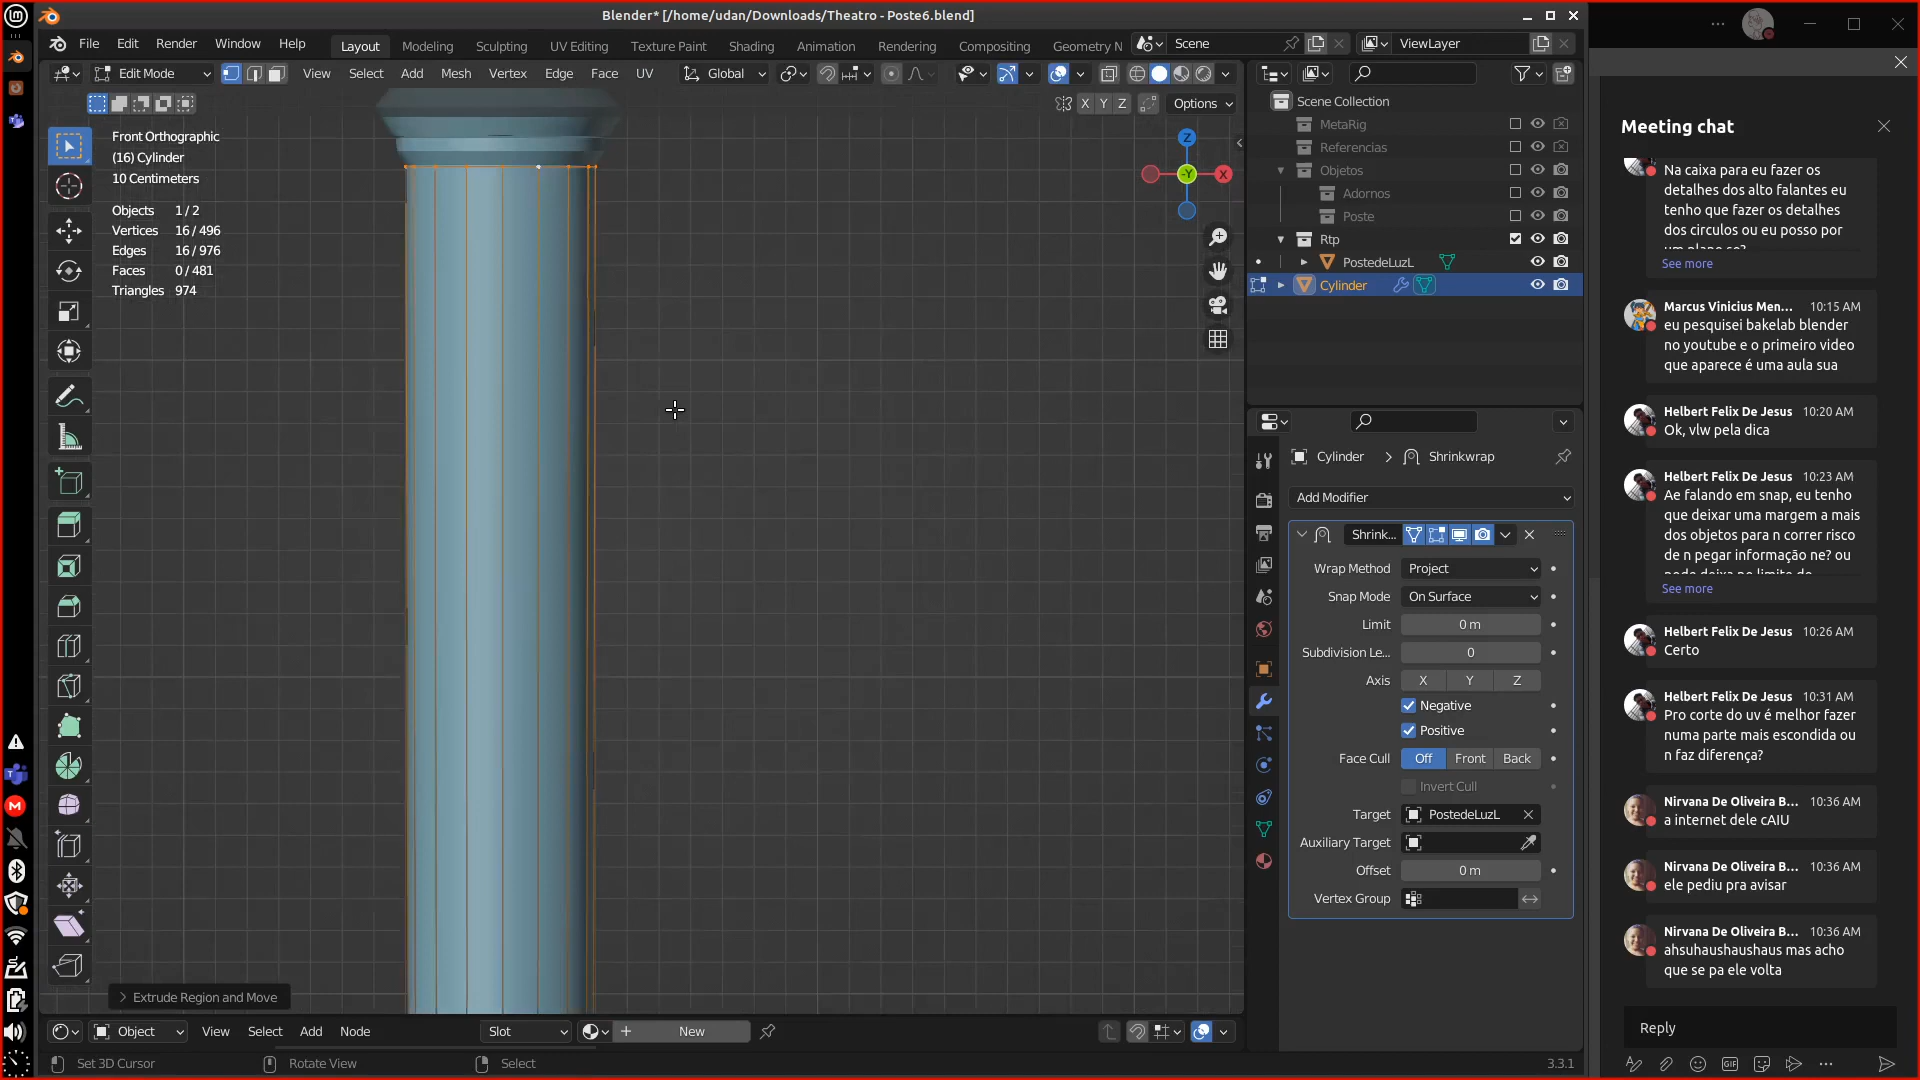 Blender* [/home/udan/Downloads/Theatro - Poste6.blend]
File Edit Render Window Help
Layout Modeling Sculpting UV Editing Texture Paint Shading Animation Rendering Compositing Geometry N
Scene
ViewLayer
Edit Mode
View Select Add Mesh Vertex Edge Face UV
Global
X Y Z
Options
Front Orthographic
(16) Cylinder
10 Centimeters
Objects 1 / 2
Vertices 16 / 496
Edges 16 / 976
Faces 0 / 481
Triangles 974
Z
-Y
X
Scene Collection
MetaRig
Referencias
Objetos
Adornos
Poste
Rtp
PostedeLuzL
Cylinder
Cylinder > Shrinkwrap
Add Modifier
Shrink...
Wrap Method Project
Snap Mode On Surface
Limit 0 m
Subdivision Le... 0
Axis X Y Z
Negative
Positive
Face Cull Off Front Back
Invert Cull
Target PostedeLuzL
Auxiliary Target
Offset 0 m
Vertex Group
Extrude Region and Move
Object View Select Add Node Slot New
Set 3D Cursor Rotate View Select 3.3.1
Meeting chat
Na caixa para eu fazer os
detalhes dos alto falantes eu
tenho que fazer os detalhes
dos circulos ou eu posso por
um plano so?
See more
Marcus Vinicius Men... 10:15 AM
eu pesquisei bakelab blender
no youtube e o primeiro video
que aparece é uma aula sua
Helbert Felix De Jesus 10:20 AM
Ok, vlw pela dica
Helbert Felix De Jesus 10:23 AM
Ae falando em snap, eu tenho
que deixar uma margem a mais
dos objetos para n correr risco
de n pegar informação ne? ou
pode deixa no limite do
See more
Helbert Felix De Jesus 10:26 AM
Certo
Helbert Felix De Jesus 10:31 AM
Pro corte do uv é melhor fazer
numa parte mais escondida ou
n faz diferença?
Nirvana De Oliveira B... 10:36 AM
a internet dele cAIU
Nirvana De Oliveira B... 10:36 AM
ele pediu pra avisar
Nirvana De Oliveira B... 10:36 AM
ahsuhaushaushaus mas acho
que se pa ele volta
Reply
GIF